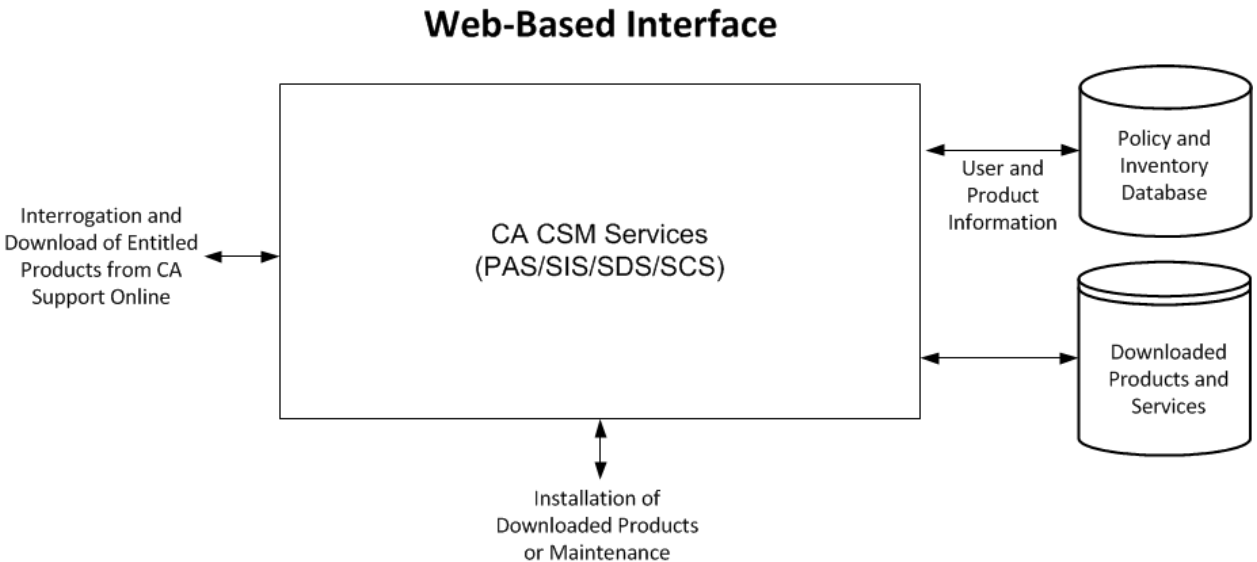 Web-Based Interface
Interrogation and
Download of Entitled
Products from CA
Support Online
CA CSM Services
(PAS/SIS/SDS/SCS)
User and
Product
Information
Policy and
Inventory
Database
Downloaded
Products and
Services
Installation of
Downloaded Products
or Maintenance